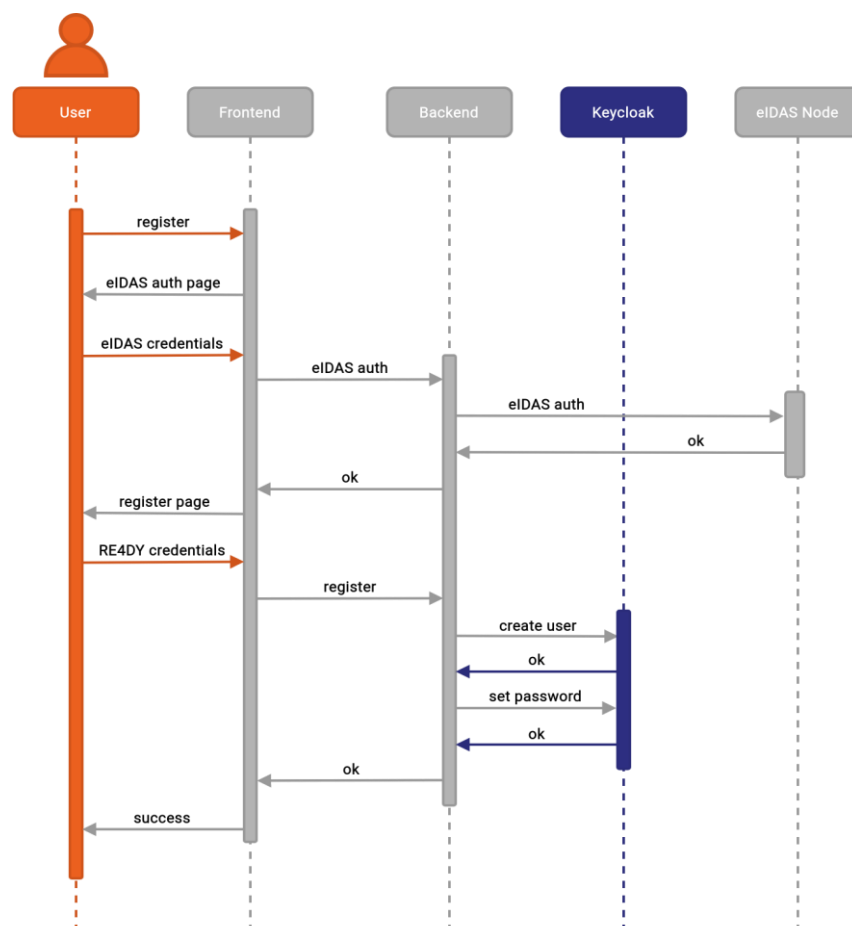 User
Frontend
Backend
Keycloak
eIDAS Node
register
eIDAS auth page
eIDAS credentials
eIDAS auth
eIDAS auth
ok
ok
register page
RE4DY credentials
register
create user
ok
set password
ok
ok
success